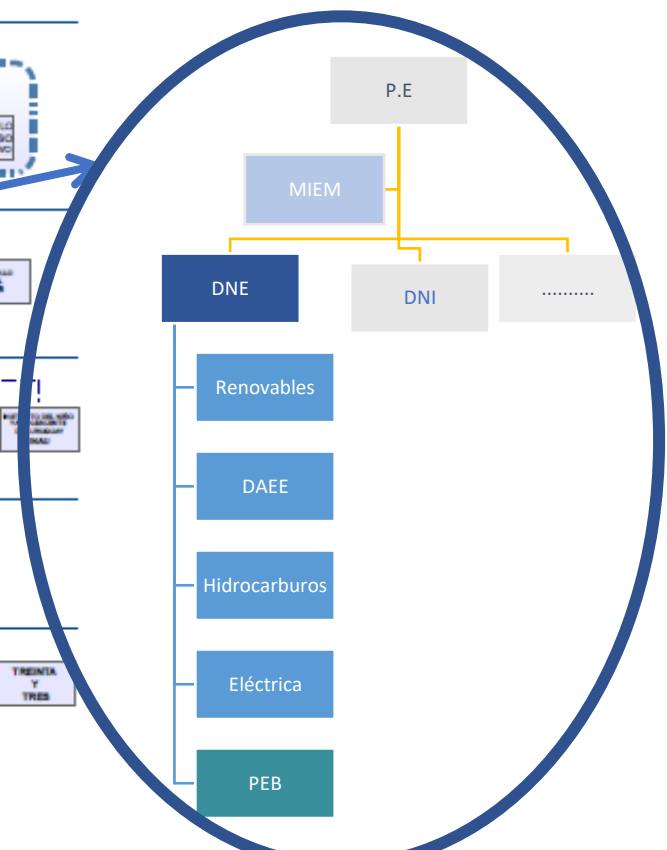 P.E
MIEM
DNE
DNI
..........
Renovables
DAEE
Hidrocarburos
Eléctrica
PEB
TREINTA
Y
TRES